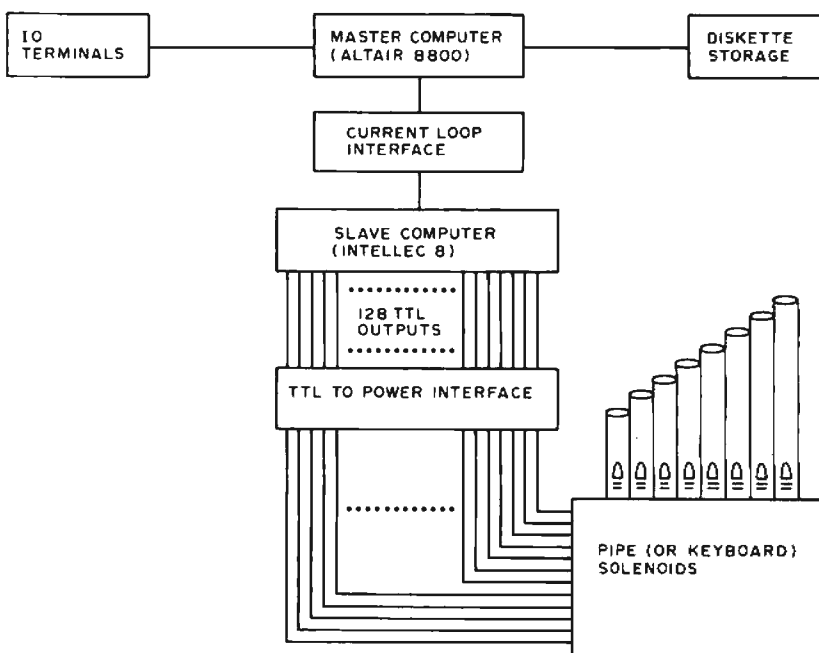 IO
TERMINALS
MASTER COMPUTER
(ALTAIR 8800)
DISKETTE
STORAGE
CURRENT LOOP
INTERFACE
SLAVE COMPUTER
(INTELLEC 8)
128 TTL
OUTPUTS
TTL TO POWER INTERFACE
PIPE (OR KEYBOARD)
SOLENOIDS